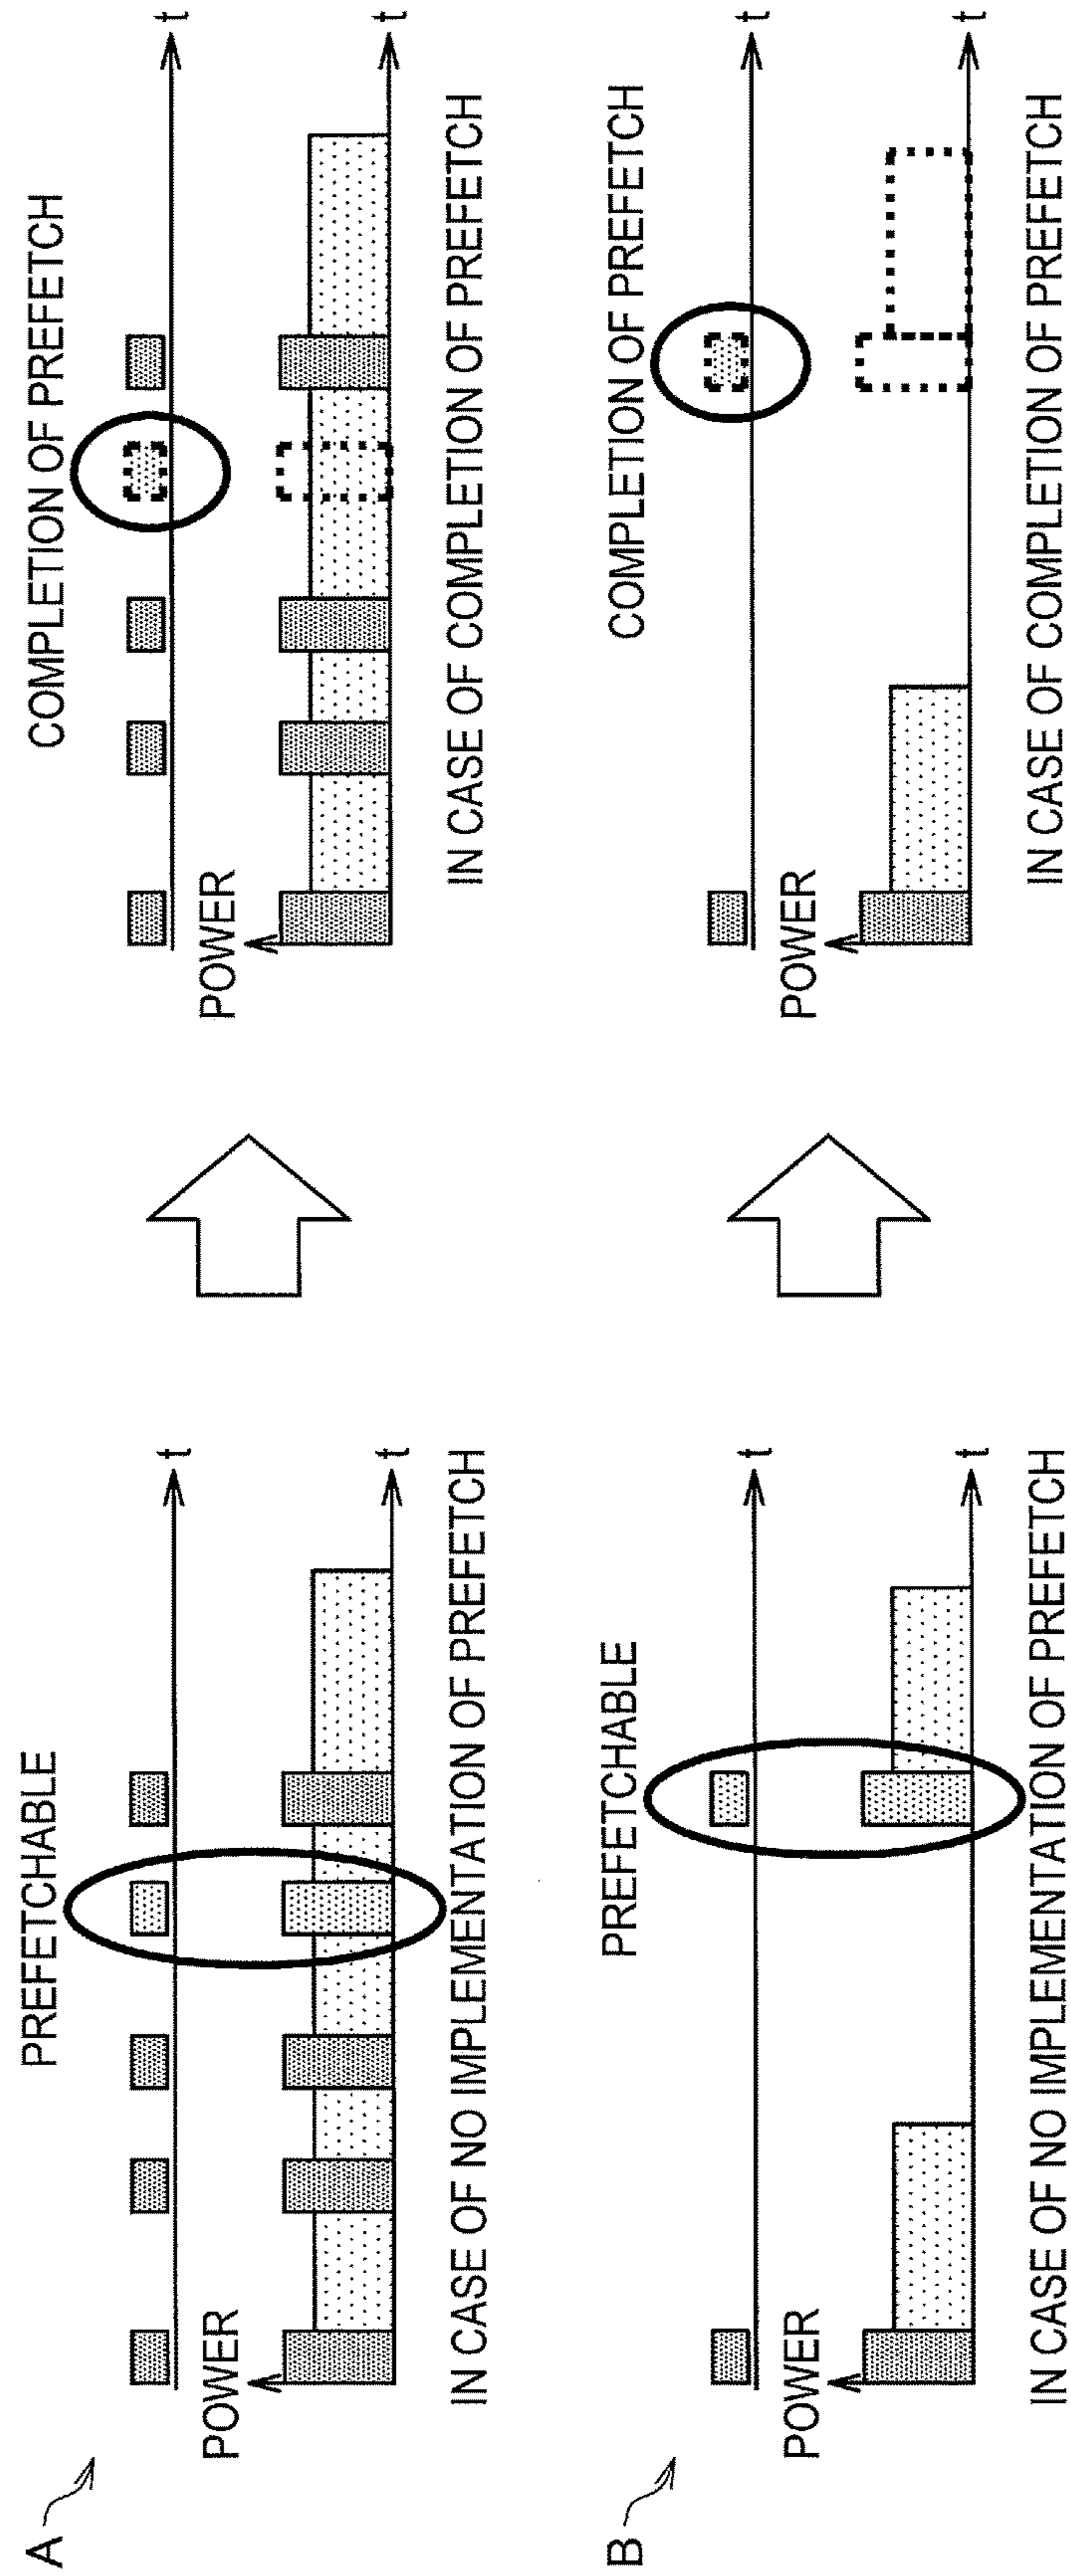 A
PREFETCHABLE
t
POWER
t
IN CASE OF NO IMPLEMENTATION OF PREFETCH
COMPLETION OF PREFETCH
t
POWER
t
IN CASE OF COMPLETION OF PREFETCH
B
PREFETCHABLE
t
POWER
t
IN CASE OF NO IMPLEMENTATION OF PREFETCH
COMPLETION OF PREFETCH
t
POWER
t
IN CASE OF COMPLETION OF PREFETCH